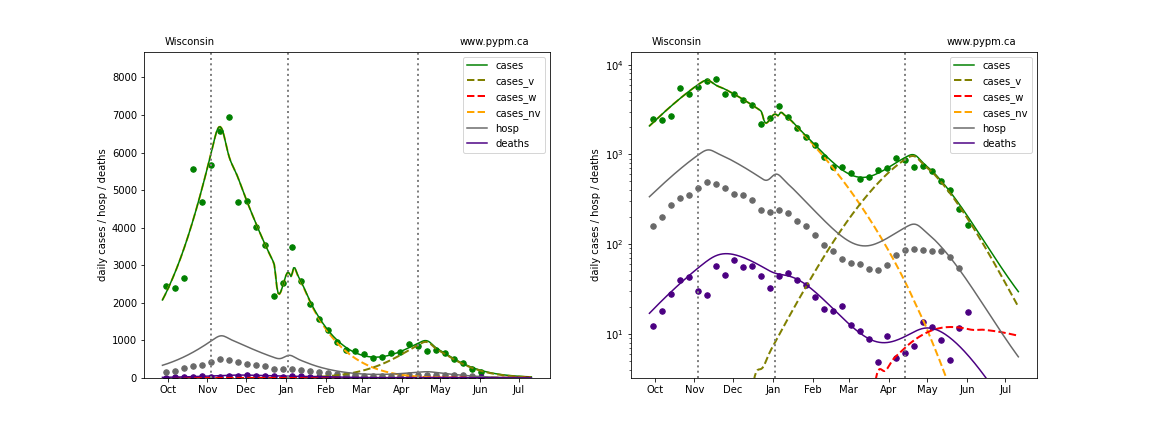 Wisconsin www.pypm.ca
daily cases / hosp / deaths
8000
7000
6000
5000
4000
3000
2000
1000
0
Oct Nov Dec Jan Feb Mar Apr May Jun Jul
cases
cases_v
cases_w
cases_nv
hosp
deaths
Wisconsin www.pypm.ca
daily cases / hosp / deaths
10⁴
10³
10²
10¹
Oct Nov Dec Jan Feb Mar Apr May Jun Jul
cases
cases_v
cases_w
cases_nv
hosp
deaths